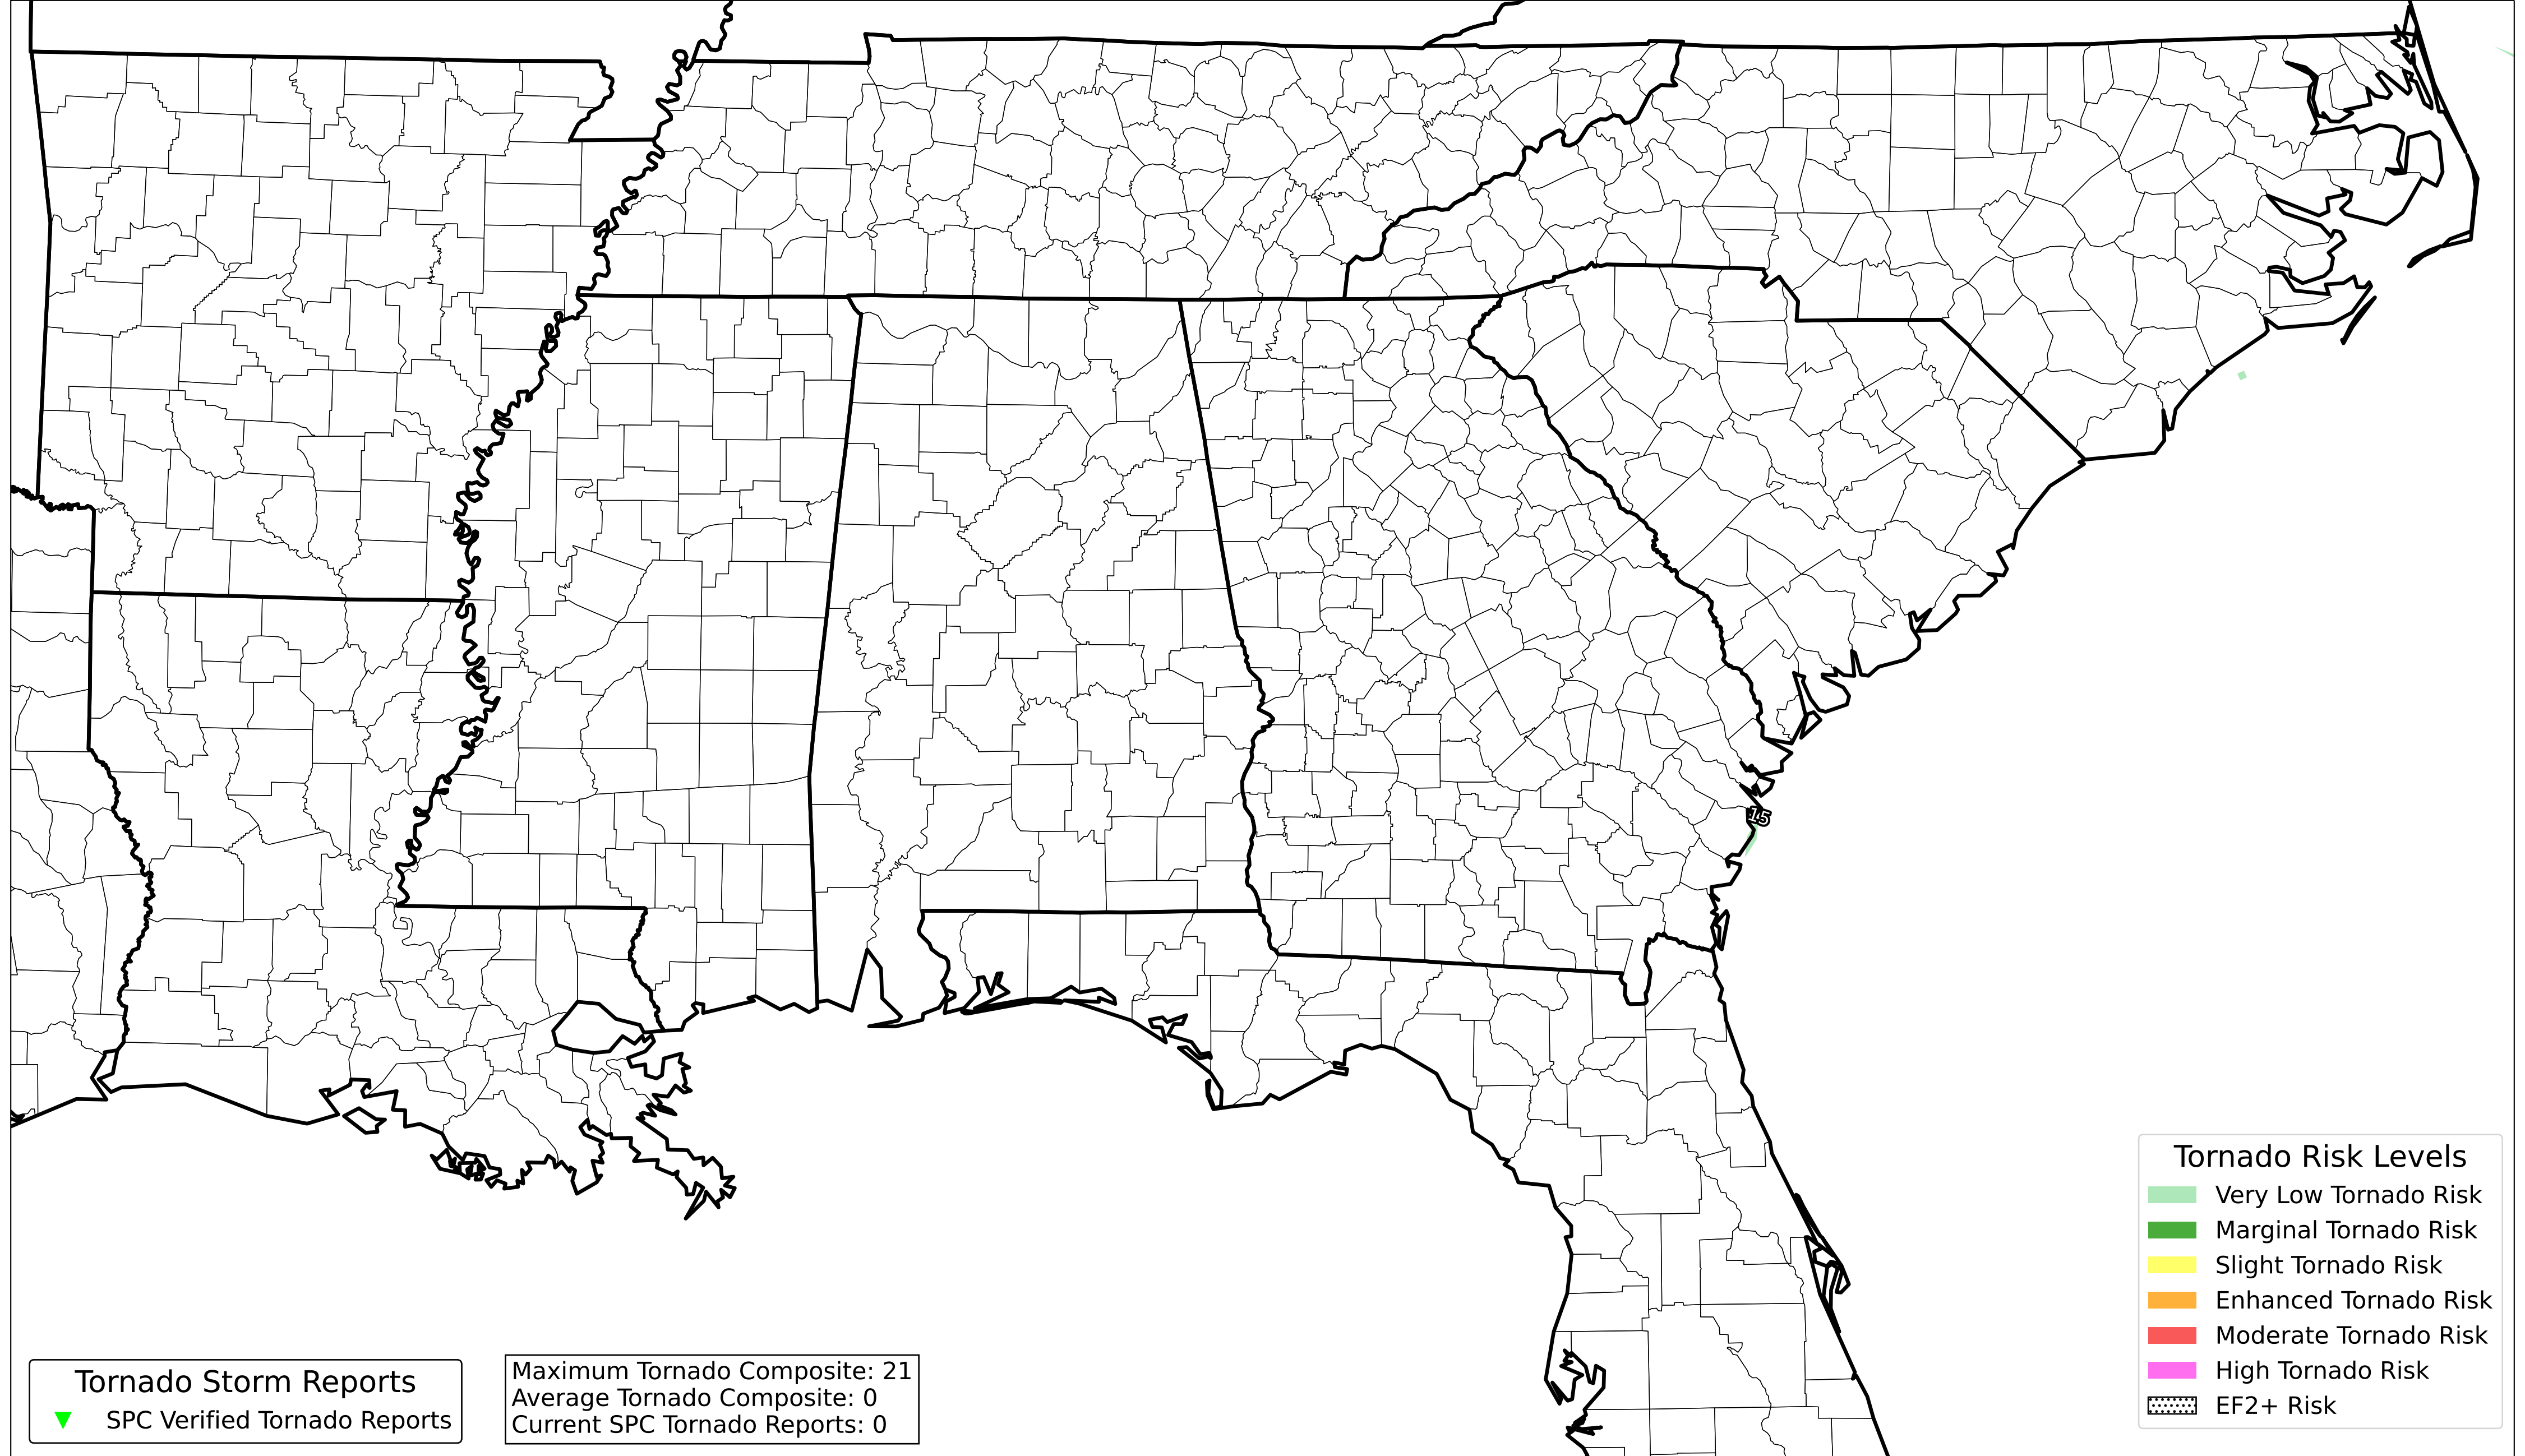 15
Tornado Risk Levels
Very Low Tornado Risk
Marginal Tornado Risk
Slight Tornado Risk
Enhanced Tornado Risk
Moderate Tornado Risk
High Tornado Risk
EF2+ Risk
Tornado Storm Reports
SPC Verified Tornado Reports
Maximum Tornado Composite: 21
Average Tornado Composite: 0
Current SPC Tornado Reports: 0